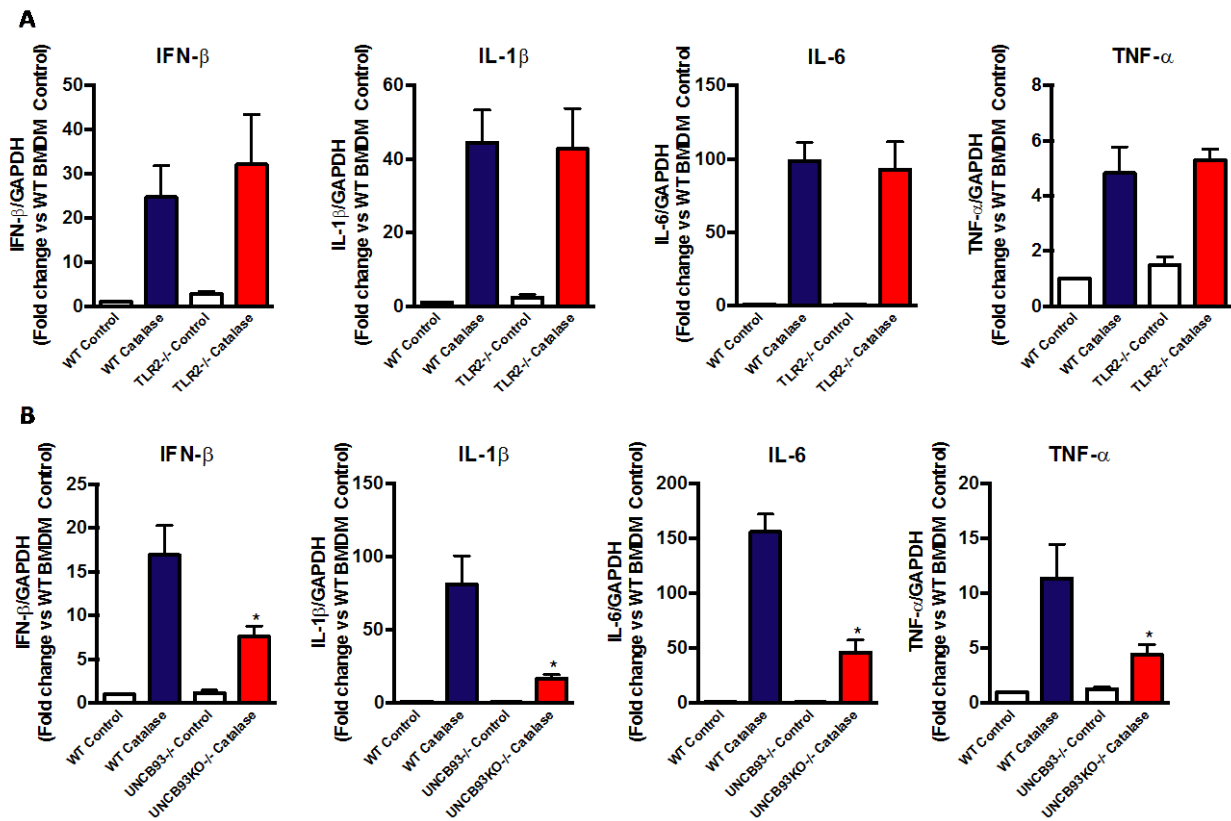 A
IFN-β
IFN-β/GAPDH
(Fold change vs WT BMDM Control)
50
40
30
20
10
0
WT Control
WT Catalase
TLR2-/- Control
TLR2-/- Catalase
IL-1β
IL-1β/GAPDH
(Fold change vs WT BMDM Control)
60
40
20
0
WT Control
WT Catalase
TLR2-/- Control
TLR2-/- Catalase
IL-6
IL-6/GAPDH
(Fold change vs WT BMDM Control)
150
100
50
0
WT Control
WT Catalase
TLR2-/- Control
TLR2-/- Catalase
TNF-α
TNF-α/GAPDH
(Fold change vs WT BMDM Control)
8
6
4
2
0
WT Control
WT Catalase
TLR2-/- Control
TLR2-/- Catalase
B
IFN-β
IFN-β/GAPDH
(Fold change vs WT BMDM Control)
25
20
15
10
5
0
*
WT Control
WT Catalase
UNCB93-/- Control
UNCB93KO-/- Catalase
IL-1β
IL-1β/GAPDH
(Fold change vs WT BMDM Control)
150
100
50
0
*
WT Control
WT Catalase
UNCB93-/- Control
UNCB93KO-/- Catalase
IL-6
IL-6/GAPDH
(Fold change vs WT BMDM Control)
200
150
100
50
0
*
WT Control
WT Catalase
UNCB93-/- Control
UNCB93KO-/- Catalase
TNF-α
TNF-α/GAPDH
(Fold change vs WT BMDM Control)
20
15
10
5
0
*
WT Control
WT Catalase
UNCB93-/- Control
UNCB93KO-/- Catalase